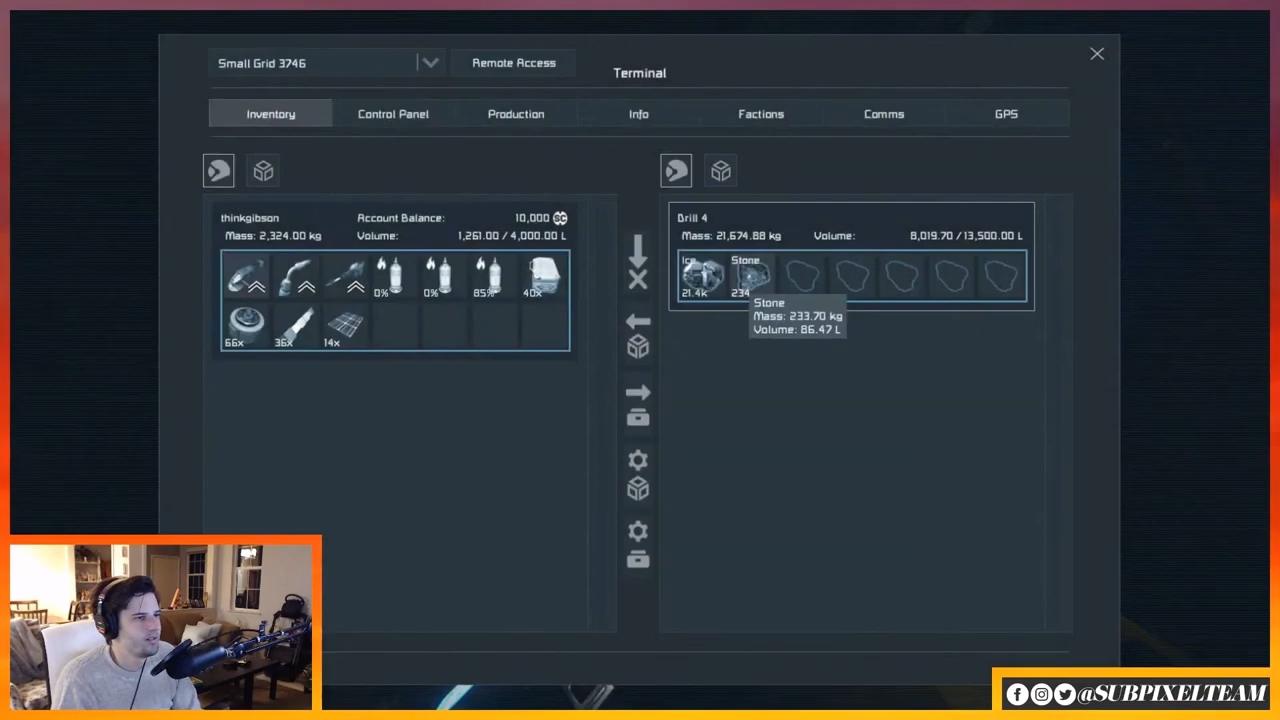 Small Grid 3746
Remote Access
Terminal
Inventory
Control Panel
Production
Info
Factions
Comms
GPS
thinkgibson
Account Balance:
10,000
SC
Mass: 2,324.00 kg
Volume:
1,261.00 / 4,000.00 L
0%
0%
85%
40x
66x
36x
14x
Drill 4
Mass: 21,674.88 kg
Volume:
8,019.70 / 13,500.00 L
Ice
Stone
21.4k
234
Stone
Mass: 233.70 kg
Volume: 86.47 L
@SUBPIXELTEAM